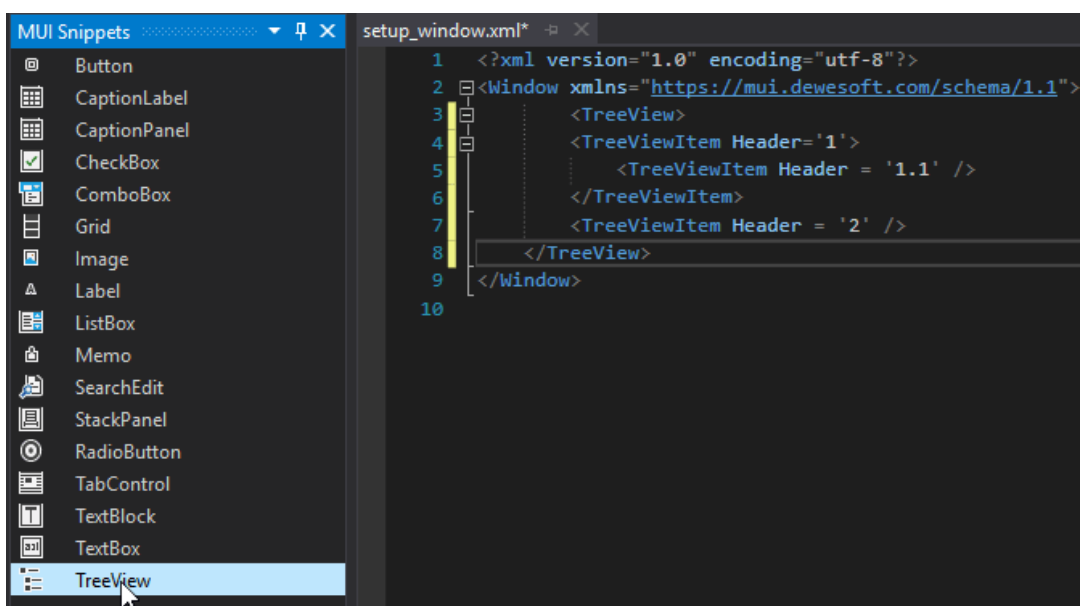 MUI Snippets
Button
CaptionLabel
CaptionPanel
CheckBox
ComboBox
Grid
Image
Label
ListBox
Memo
SearchEdit
StackPanel
RadioButton
TabControl
TextBlock
TextBox
TreeView
setup_window.xml*
1 <?xml version="1.0" encoding="utf-8"?>
2 <Window xmlns="https://mui.dewesoft.com/schema/1.1">
3 <TreeView>
4 <TreeViewItem Header='1'>
5 <TreeViewItem Header = '1.1' />
6 </TreeViewItem>
7 <TreeViewItem Header = '2' />
8 </TreeView>
9 </Window>
10